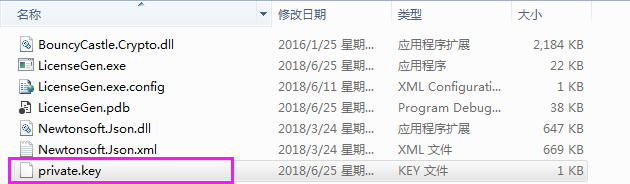 名称 修改日期 类型 大小
BouncyCastle.Crypto.dll 2016/1/25 星期... 应用程序扩展 2,184 KB
LicenseGen.exe 2018/6/25 星期... 应用程序 22 KB
LicenseGen.exe.config 2018/6/11 星期... XML Configurati... 1 KB
LicenseGen.pdb 2018/6/25 星期... Program Debug... 38 KB
Newtonsoft.Json.dll 2018/3/24 星期... 应用程序扩展 647 KB
Newtonsoft.Json.xml 2018/3/24 星期... XML 文件 669 KB
private.key 2018/6/25 星期... KEY 文件 1 KB